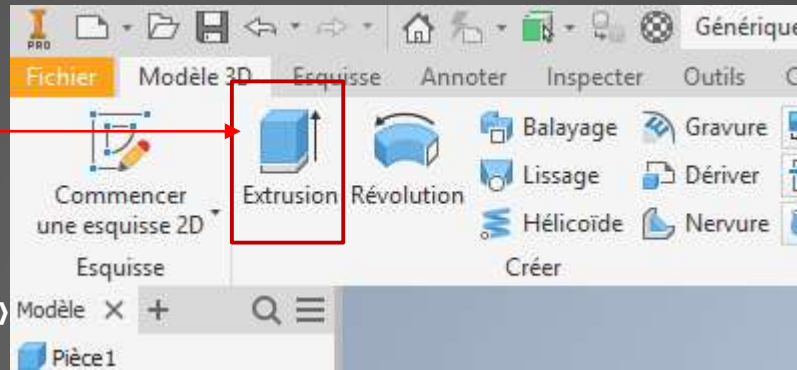 PRO
Générique
Fichier Modèle 3D Esquisse Annoter Inspecter Outils
Commencer
une esquisse 2D
Extrusion
Révolution
Balayage
Lissage
Hélicoïde
Gravure
Dériver
Nervure
Esquisse
Créer
Modèle
Pièce1